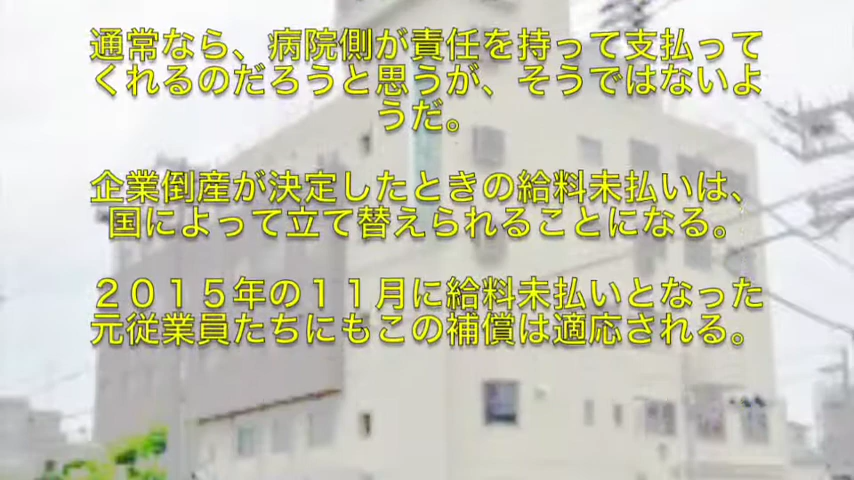 通常なら、病院側が責任を持って支払って
くれるのだろうと思うが、そうではないよ
うだ。
企業倒産が決定したときの給料未払いは、
国によって立て替えられることになる。
２０１５年の１１月に給料未払いとなった
元従業員たちにもこの補償は適応される。